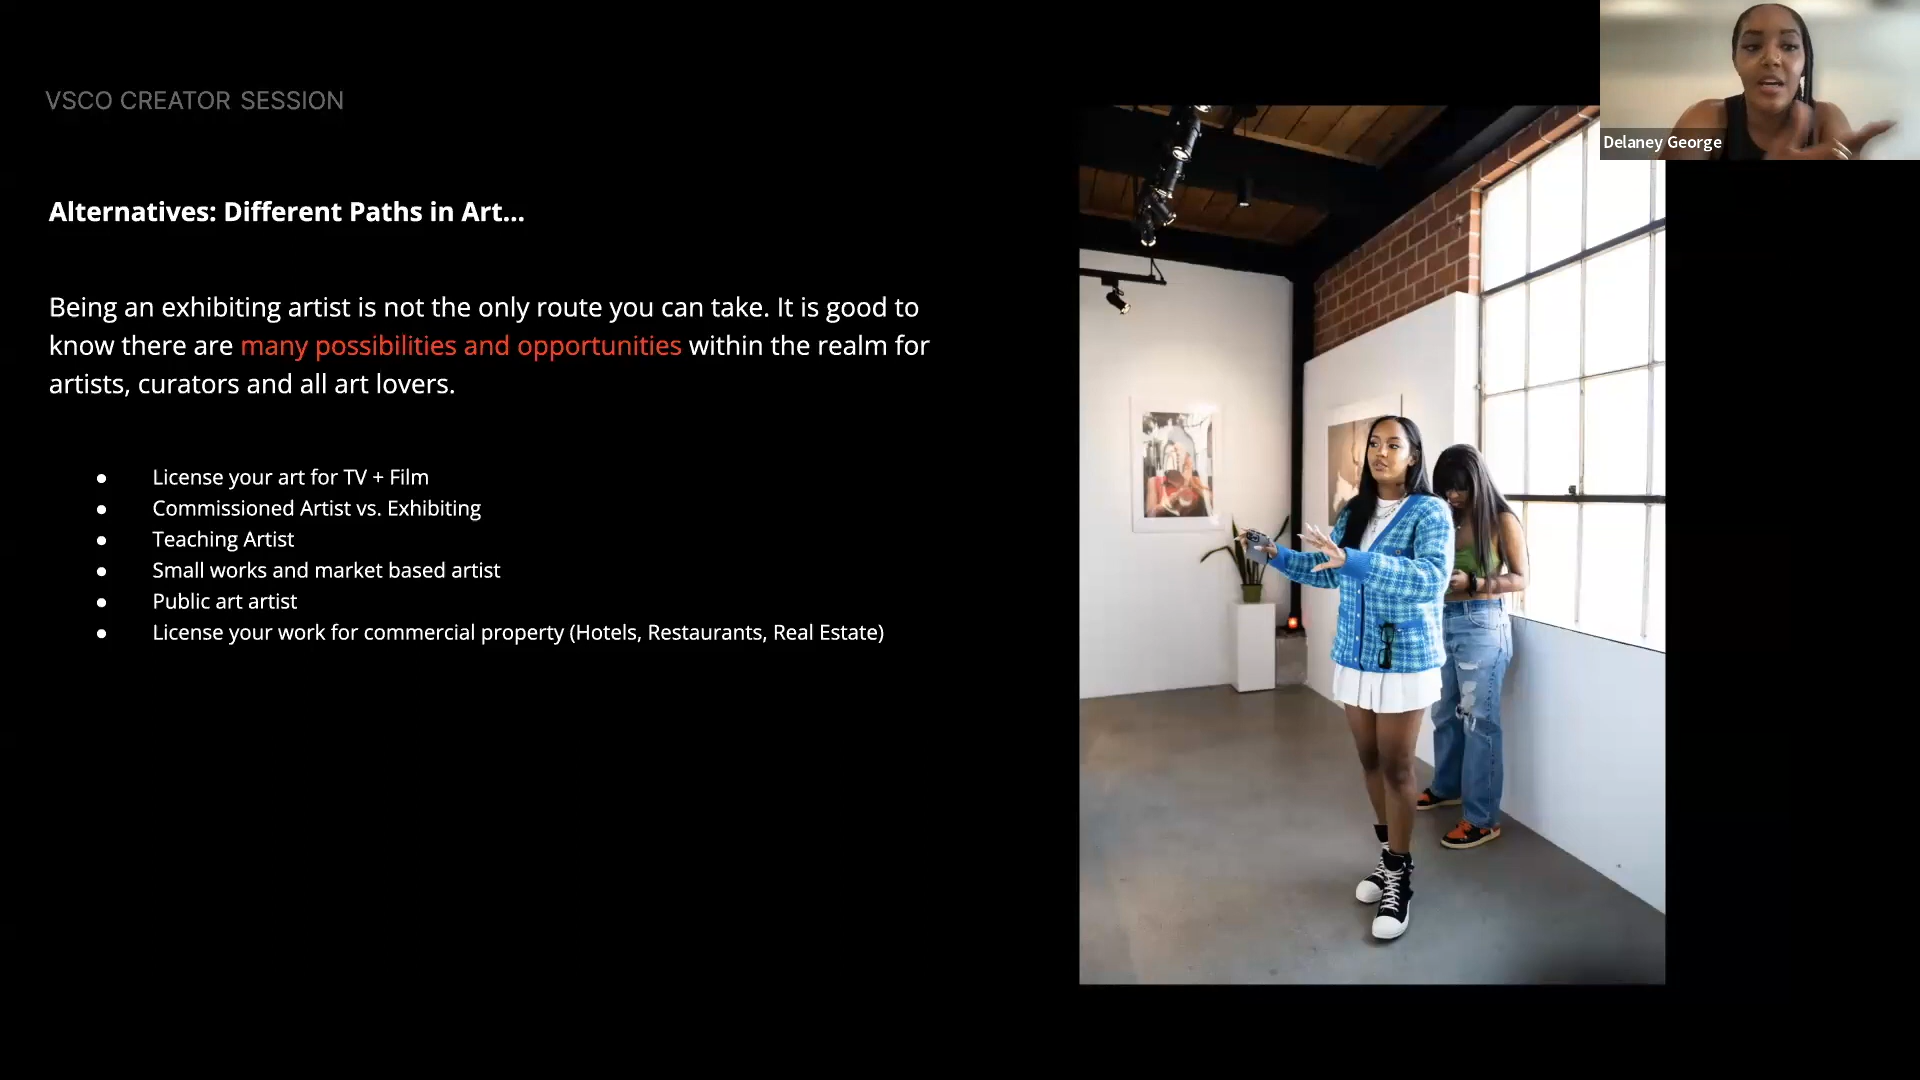 VSCO CREATOR SESSION
Delaney George
Alternatives: Different Paths in Art...
Being an exhibiting artist is not the only route you can take. It is good to
know there are many possibilities and opportunities within the realm for
artists, curators and all art lovers.
● License your art for TV + Film
● Commissioned Artist vs. Exhibiting
● Teaching Artist
● Small works and market based artist
● Public art artist
● License your work for commercial property (Hotels, Restaurants, Real Estate)